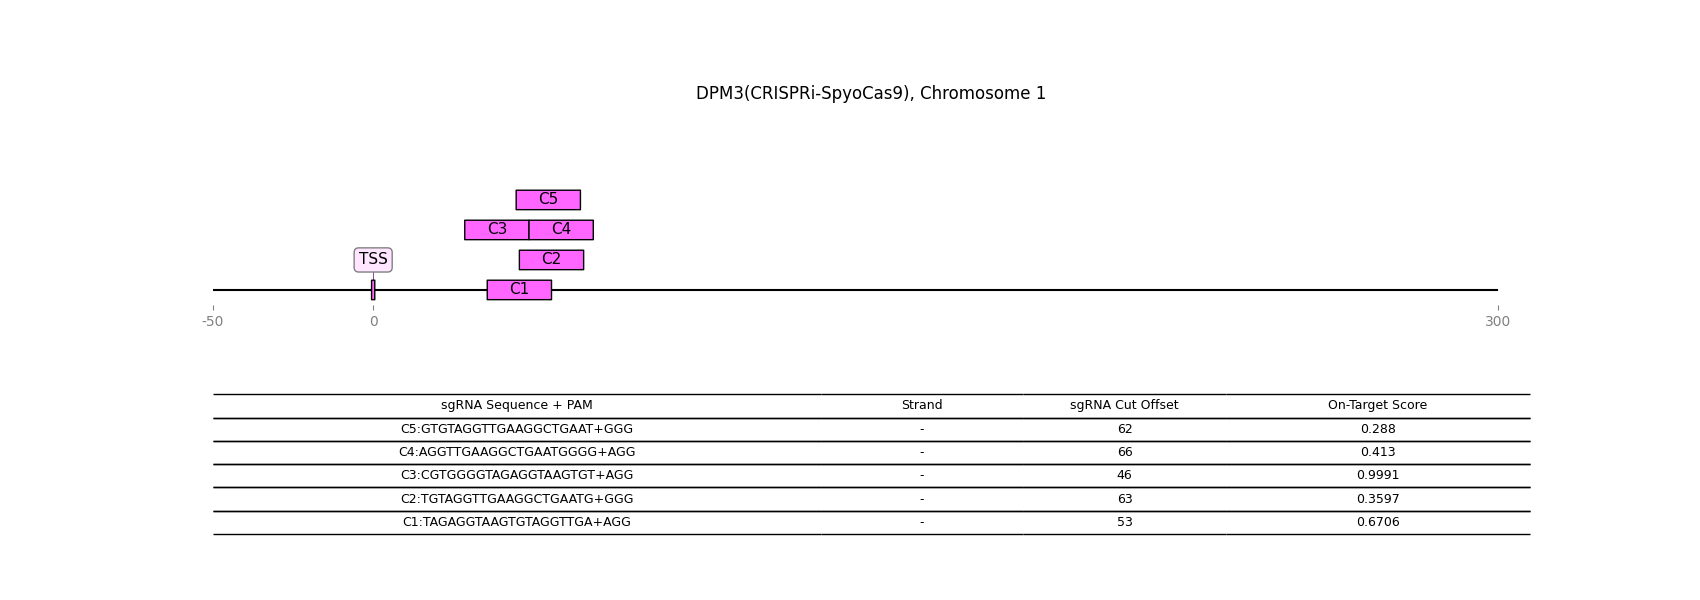 DPM3(CRISPRi-SpyoCas9), Chromosome 1
C5
C3 C4
TSS C2
C1
-50 0 300
sgRNA Sequence + PAM Strand sgRNA Cut Offset On-Target Score
C5:GTGTAGGTTGAAGGCTGAAT+GGG - 62 0.288
C4:AGGTTGAAGGCTGAATGGGG+AGG - 66 0.413
C3:CGTGGGGTAGAGGTAAGTGT+AGG - 46 0.9991
C2:TGTAGGTTGAAGGCTGAATG+GGG - 63 0.3597
C1:TAGAGGTAAGTGTAGGTTGA+AGG - 53 0.6706